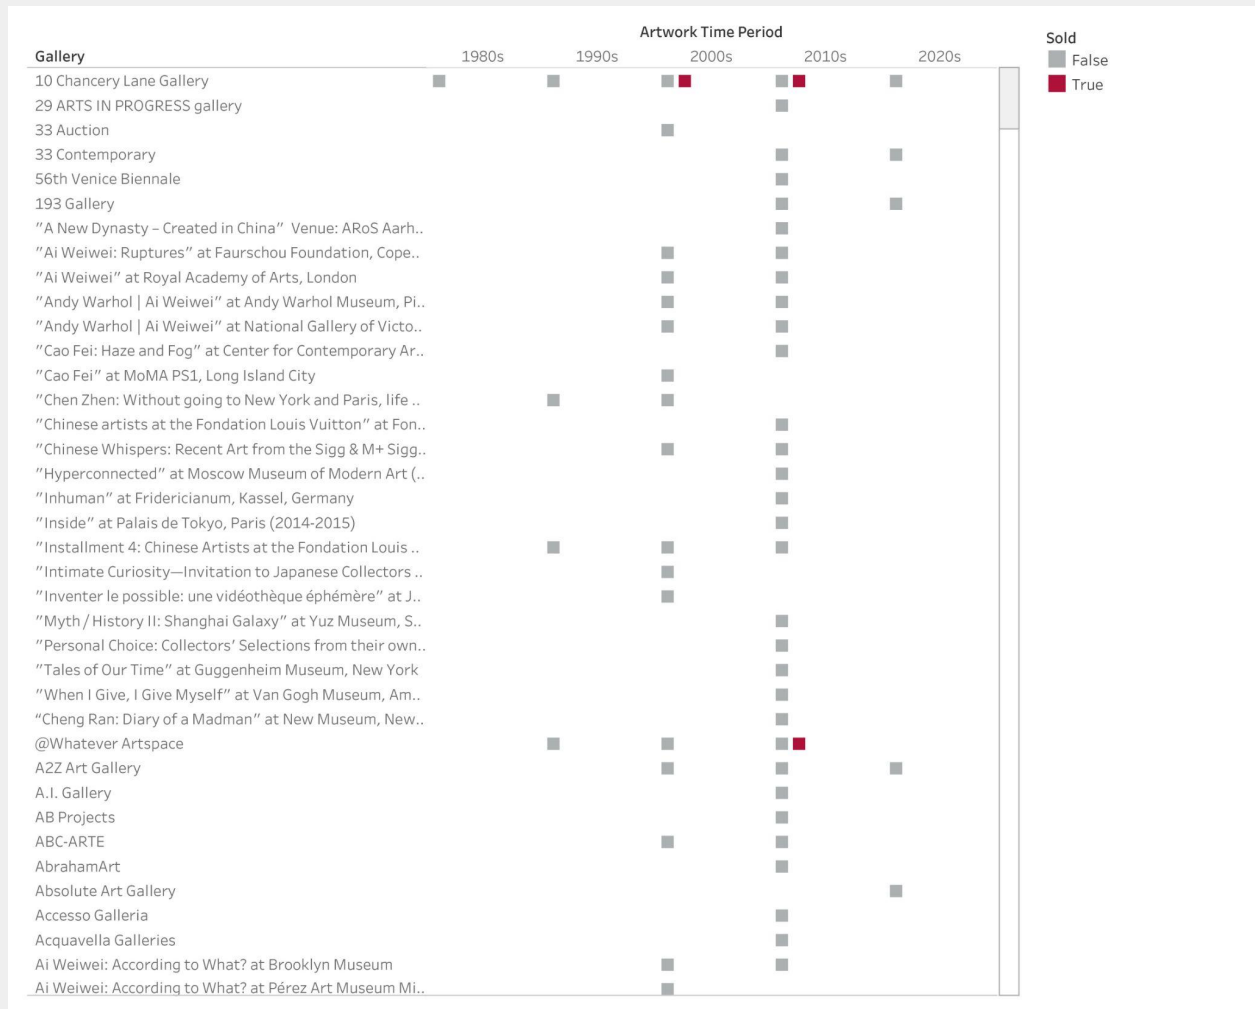 Artwork Time Period
Gallery 1980s 1990s 2000s 2010s 2020s
Sold
False
True
10 Chancery Lane Gallery
29 ARTS IN PROGRESS gallery
33 Auction
33 Contemporary
56th Venice Biennale
193 Gallery
"A New Dynasty – Created in China"  Venue: ARoS Aarh..
"Ai Weiwei: Ruptures" at Faurschou Foundation, Cope..
"Ai Weiwei" at Royal Academy of Arts, London
"Andy Warhol | Ai Weiwei" at Andy Warhol Museum, Pi..
"Andy Warhol | Ai Weiwei" at National Gallery of Victo..
"Cao Fei: Haze and Fog" at Center for Contemporary Ar..
"Cao Fei" at MoMA PS1, Long Island City
"Chen Zhen: Without going to New York and Paris, life ..
"Chinese artists at the Fondation Louis Vuitton" at Fon..
"Chinese Whispers: Recent Art from the Sigg & M+ Sigg..
"Hyperconnected" at Moscow Museum of Modern Art (..
"Inhuman" at Fridericianum, Kassel, Germany
"Inside" at Palais de Tokyo, Paris (2014-2015)
"Installment 4: Chinese Artists at the Fondation Louis ..
"Intimate Curiosity—Invitation to Japanese Collectors ..
"Inventer le possible: une vidéothèque éphémère" at J..
"Myth / History II: Shanghai Galaxy" at Yuz Museum, S..
"Personal Choice: Collectors' Selections from their own..
"Tales of Our Time" at Guggenheim Museum, New York
"When I Give, I Give Myself" at Van Gogh Museum, Am..
“Cheng Ran: Diary of a Madman” at New Museum, New..
@Whatever Artspace
A2Z Art Gallery
A.I. Gallery
AB Projects
ABC-ARTE
AbrahamArt
Absolute Art Gallery
Accesso Galleria
Acquavella Galleries
Ai Weiwei: According to What? at Brooklyn Museum
Ai Weiwei: According to What? at Pérez Art Museum Mi..